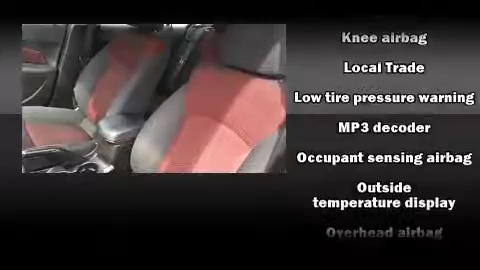 Knee airbag
Local Trade
Low tire pressure warning
MP3 decoder
Occupant sensing airbag
Outside
temperature display
Overhead airbag